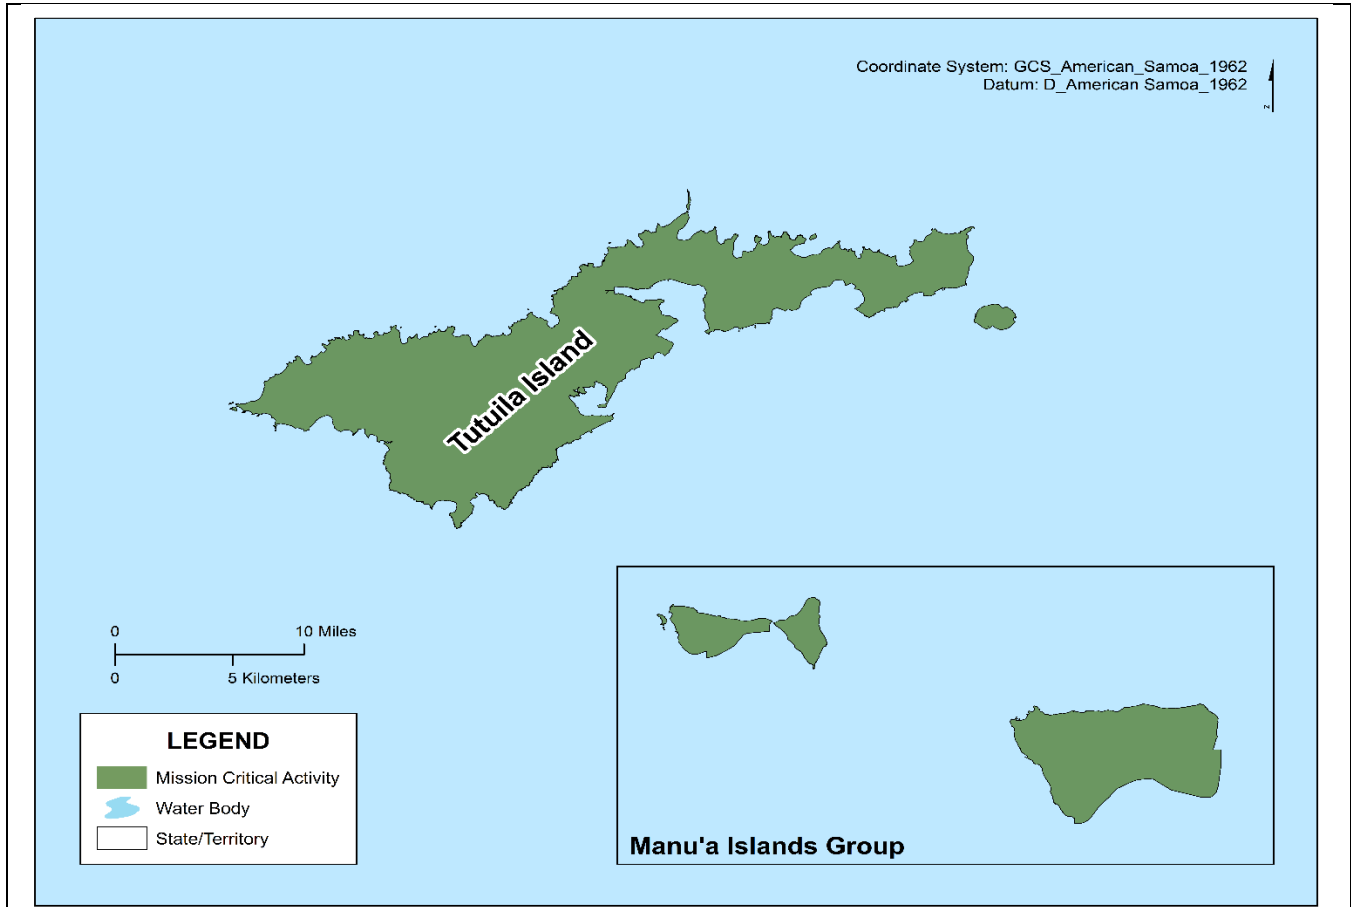 Coordinate System: GCS_American_Samoa_1962
Datum: D_American Samoa_1962
z
Tutuila Island
0 10 Miles
0 5 Kilometers
LEGEND
Mission Critical Activity
Water Body
State/Territory
Manu'a Islands Group